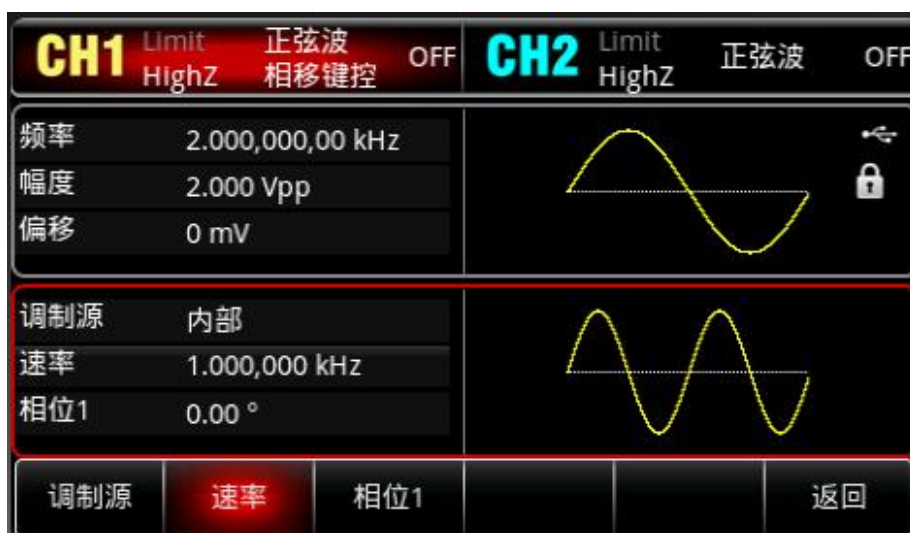 CH1 Limit 正弦波 OFF CH2 Limit 正弦波 OFF
HighZ 相移键控 HighZ
频率 2.000,000,00 kHz
幅度 2.000 Vpp
偏移 0 mV
调制源 内部
速率 1.000,000 kHz
相位1 0.00 °
调制源 速率 相位1 返回